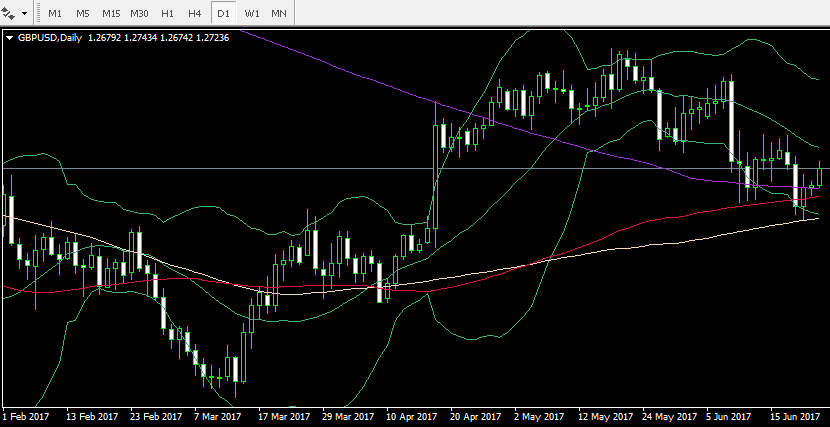 M1 M5 M15 M30 H1 H4 D1 W1 MN
GBPUSD,Daily 1.26792 1.27434 1.26742 1.27236
1 Feb 2017 13 Feb 2017 23 Feb 2017 7 Mar 2017 17 Mar 2017 29 Mar 2017 10 Apr 2017 20 Apr 2017 2 May 2017 12 May 2017 24 May 2017 5 Jun 2017 15 Jun 2017